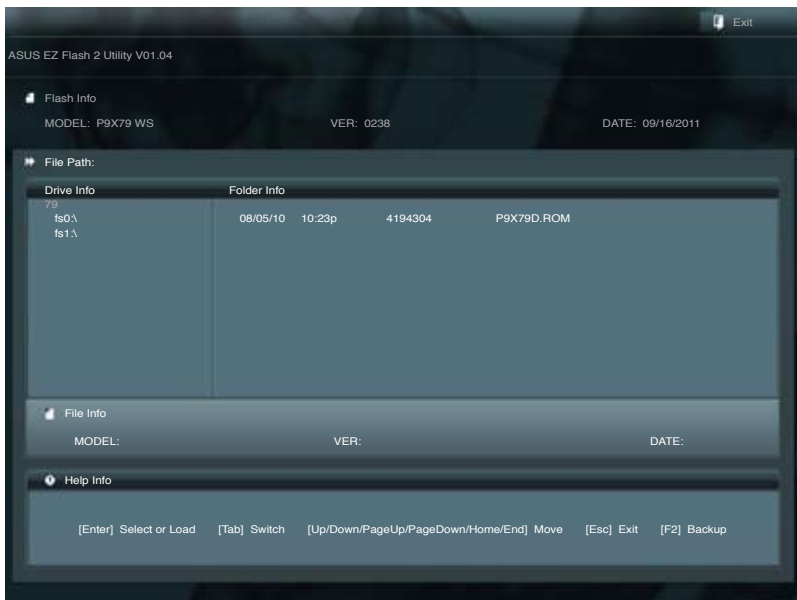 Exit
ASUS EZ Flash 2 Utility V01.04
Flash Info
MODEL: P9X79 WS VER: 0238 DATE: 09/16/2011
File Path:
Drive Info Folder Info
79
fs0:\ 08/05/10 10:23p 4194304 P9X79D.ROM
fs1:\
File Info
MODEL: VER: DATE:
Help Info
[Enter] Select or Load [Tab] Switch [Up/Down/PageUp/PageDown/Home/End] Move [Esc] Exit [F2] Backup